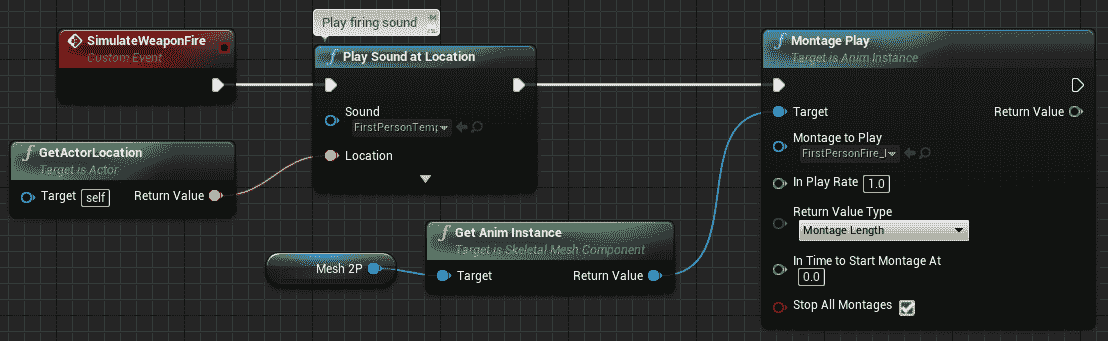 Play firing sound
SimulateWeaponFire
Custom Event
Play Sound at Location
Sound
FirstPersonTemp
Location
GetActorLocation
Target is Actor
Target self Return Value
Mesh 2P
Get Anim Instance
Target is Skeletal Mesh Component
Target Return Value
Montage Play
Target is Anim Instance
Target Return Value
Montage to Play
FirstPersonFire_
In Play Rate 1.0
Return Value Type
Montage Length
In Time to Start Montage At
0.0
Stop All Montages